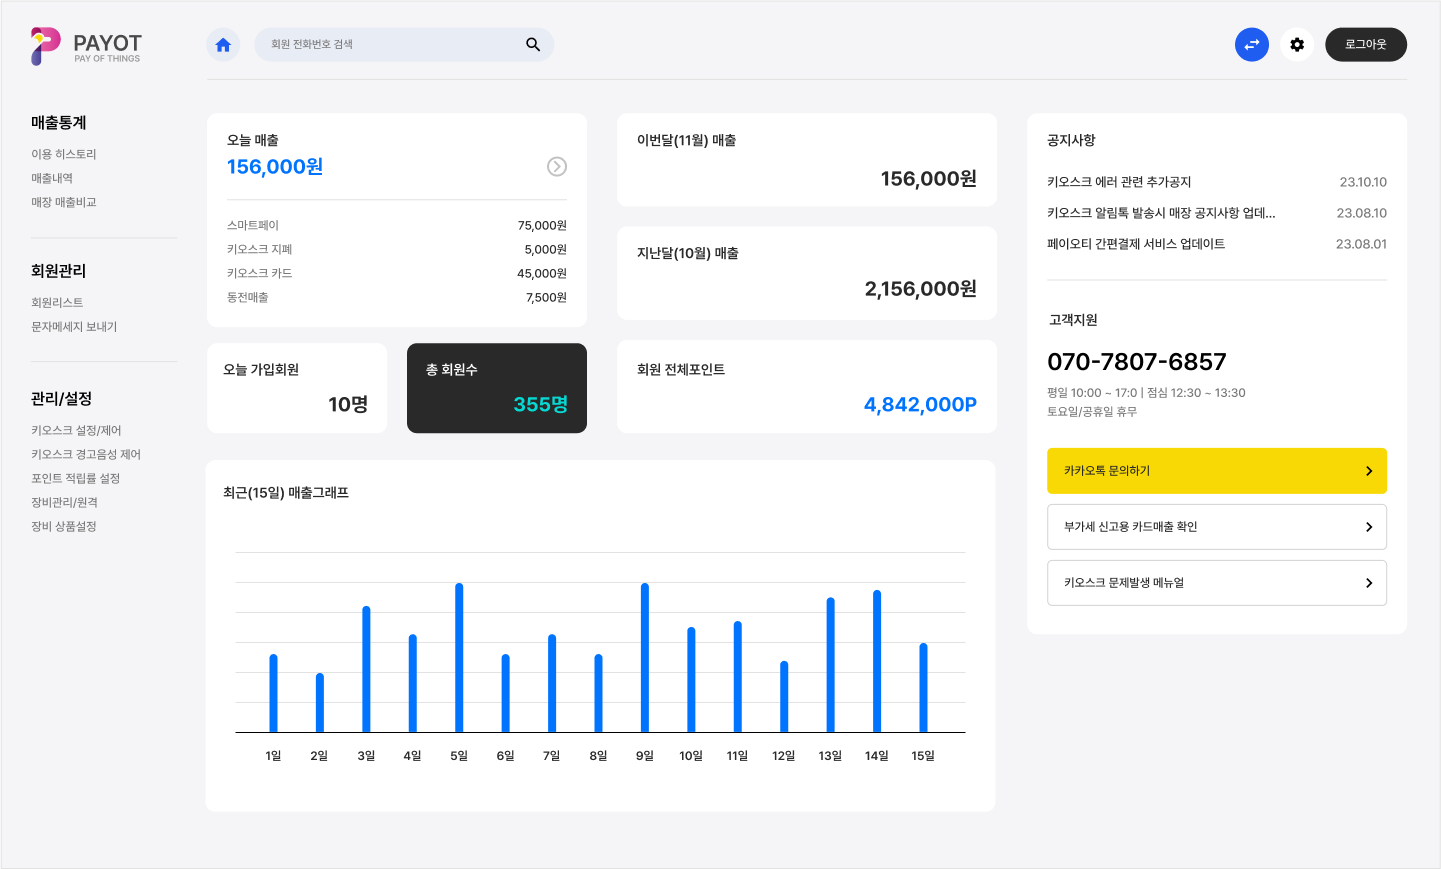 PAYOT
PAY OF THINGS
회원 전화번호 검색
로그아웃
매출통계
이용 히스토리
매출내역
매장 매출비교
회원관리
회원리스트
문자메세지 보내기
관리/설정
키오스크 설정/제어
키오스크 경고음성 제어
포인트 적립률 설정
장비관리/원격
장비 상품설정
오늘 매출
156,000원
스마트페이 75,000원
키오스크 지폐 5,000원
키오스크 카드 45,000원
동전매출 7,500원
이번달(11월) 매출
156,000원
지난달(10월) 매출
2,156,000원
오늘 가입회원
10명
총 회원수
355명
회원 전체포인트
4,842,000P
최근(15일) 매출그래프
1일 2일 3일 4일 5일 6일 7일 8일 9일 10일 11일 12일 13일 14일 15일
공지사항
키오스크 에러 관련 추가공지 23.10.10
키오스크 알림톡 발송시 매장 공지사항 업데... 23.08.10
페이오티 간편결제 서비스 업데이트 23.08.01
고객지원
070-7807-6857
평일 10:00 ~ 17:0 | 점심 12:30 ~ 13:30
토요일/공휴일 휴무
카카오톡 문의하기
부가세 신고용 카드매출 확인
키오스크 문제발생 메뉴얼